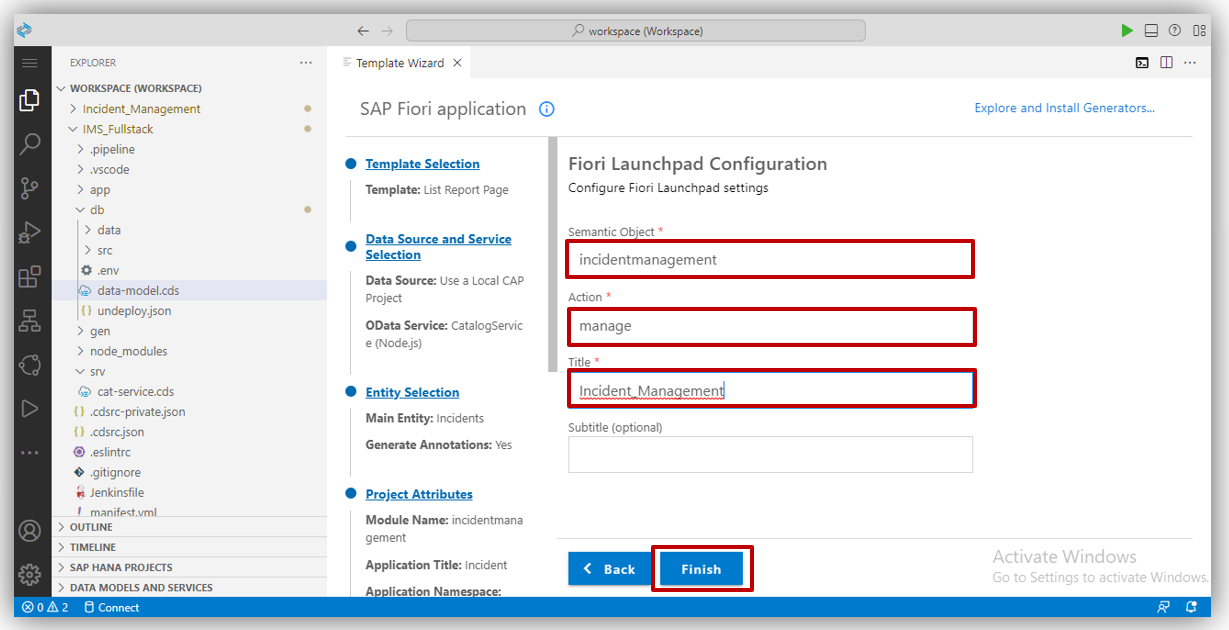 workspace (Workspace)
EXPLORER
WORKSPACE (WORKSPACE)
Incident_Management
IMS_Fullstack
.pipeline
.vscode
app
db
data
src
.env
data-model.cds
undeploy.json
gen
node_modules
srv
cat-service.cds
.cdsrc-private.json
.cdsrc.json
.eslintrc
.gitignore
Jenkinsfile
manifest.yml
OUTLINE
TIMELINE
SAP HANA PROJECTS
DATA MODELS AND SERVICES
Template Wizard
SAP Fiori application
Explore and Install Generators...
Template Selection
Template: List Report Page
Data Source and Service
Selection
Data Source: Use a Local CAP
Project
OData Service: CatalogServic
e (Node.js)
Entity Selection
Main Entity: Incidents
Generate Annotations: Yes
Project Attributes
Module Name: incidentmana
gement
Application Title: Incident
Application Namespace:
Fiori Launchpad Configuration
Configure Fiori Launchpad settings
Semantic Object *
incidentmanagement
Action *
manage
Title *
Incident_Management
Subtitle (optional)
Back
Finish
Activate Windows
Go to Settings to activate Windows.
0 2 Connect